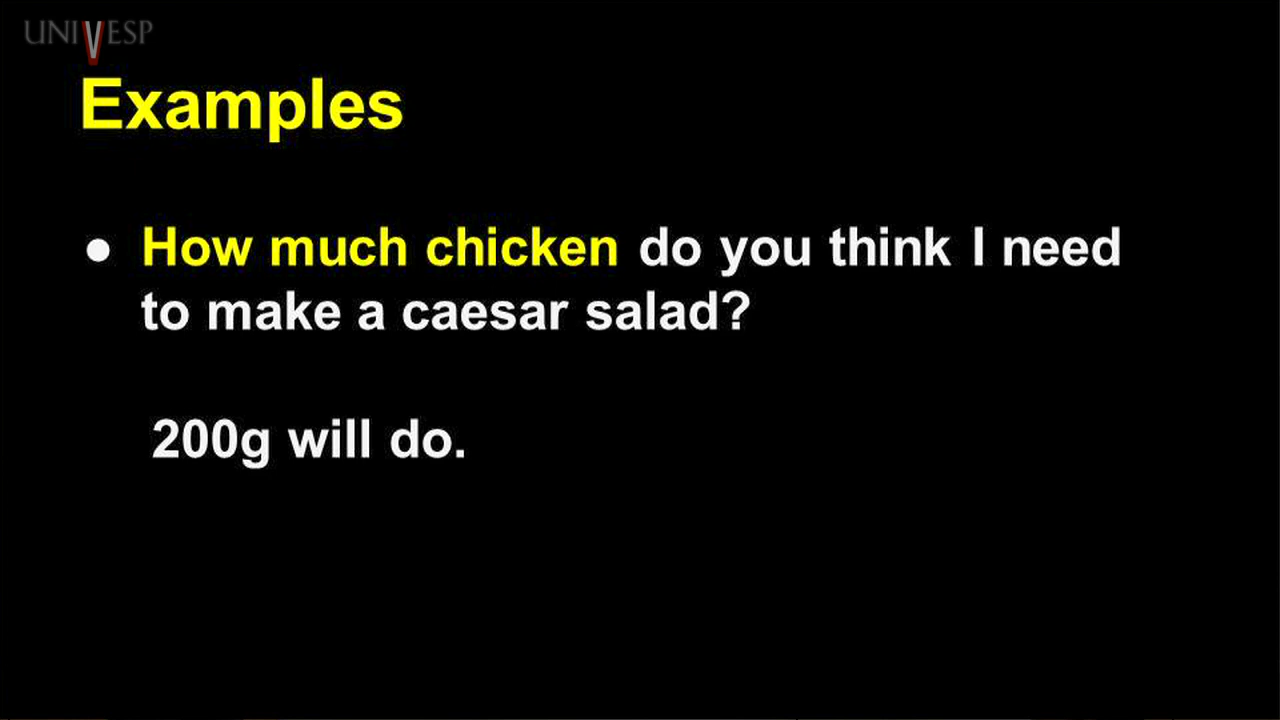 UNIVESP
Examples
● How much chicken do you think I need
to make a caesar salad?
200g will do.